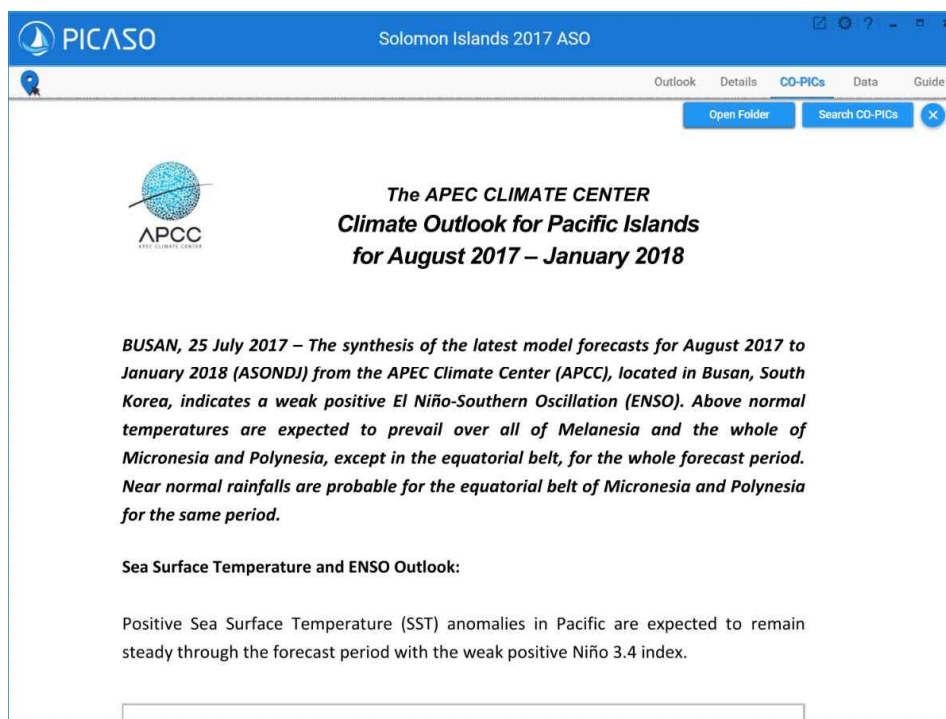 PICASO
Solomon Islands 2017 ASO
Outlook Details CO-PICs Data Guide
Open Folder Search CO-PICs
APCC
APEC CLIMATE CENTER
The APEC CLIMATE CENTER
Climate Outlook for Pacific Islands
for August 2017 – January 2018
BUSAN, 25 July 2017 – The synthesis of the latest model forecasts for August 2017 to
January 2018 (ASONDJ) from the APEC Climate Center (APCC), located in Busan, South
Korea, indicates a weak positive El Niño-Southern Oscillation (ENSO). Above normal
temperatures are expected to prevail over all of Melanesia and the whole of
Micronesia and Polynesia, except in the equatorial belt, for the whole forecast period.
Near normal rainfalls are probable for the equatorial belt of Micronesia and Polynesia
for the same period.
Sea Surface Temperature and ENSO Outlook:
Positive Sea Surface Temperature (SST) anomalies in Pacific are expected to remain
steady through the forecast period with the weak positive Niño 3.4 index.